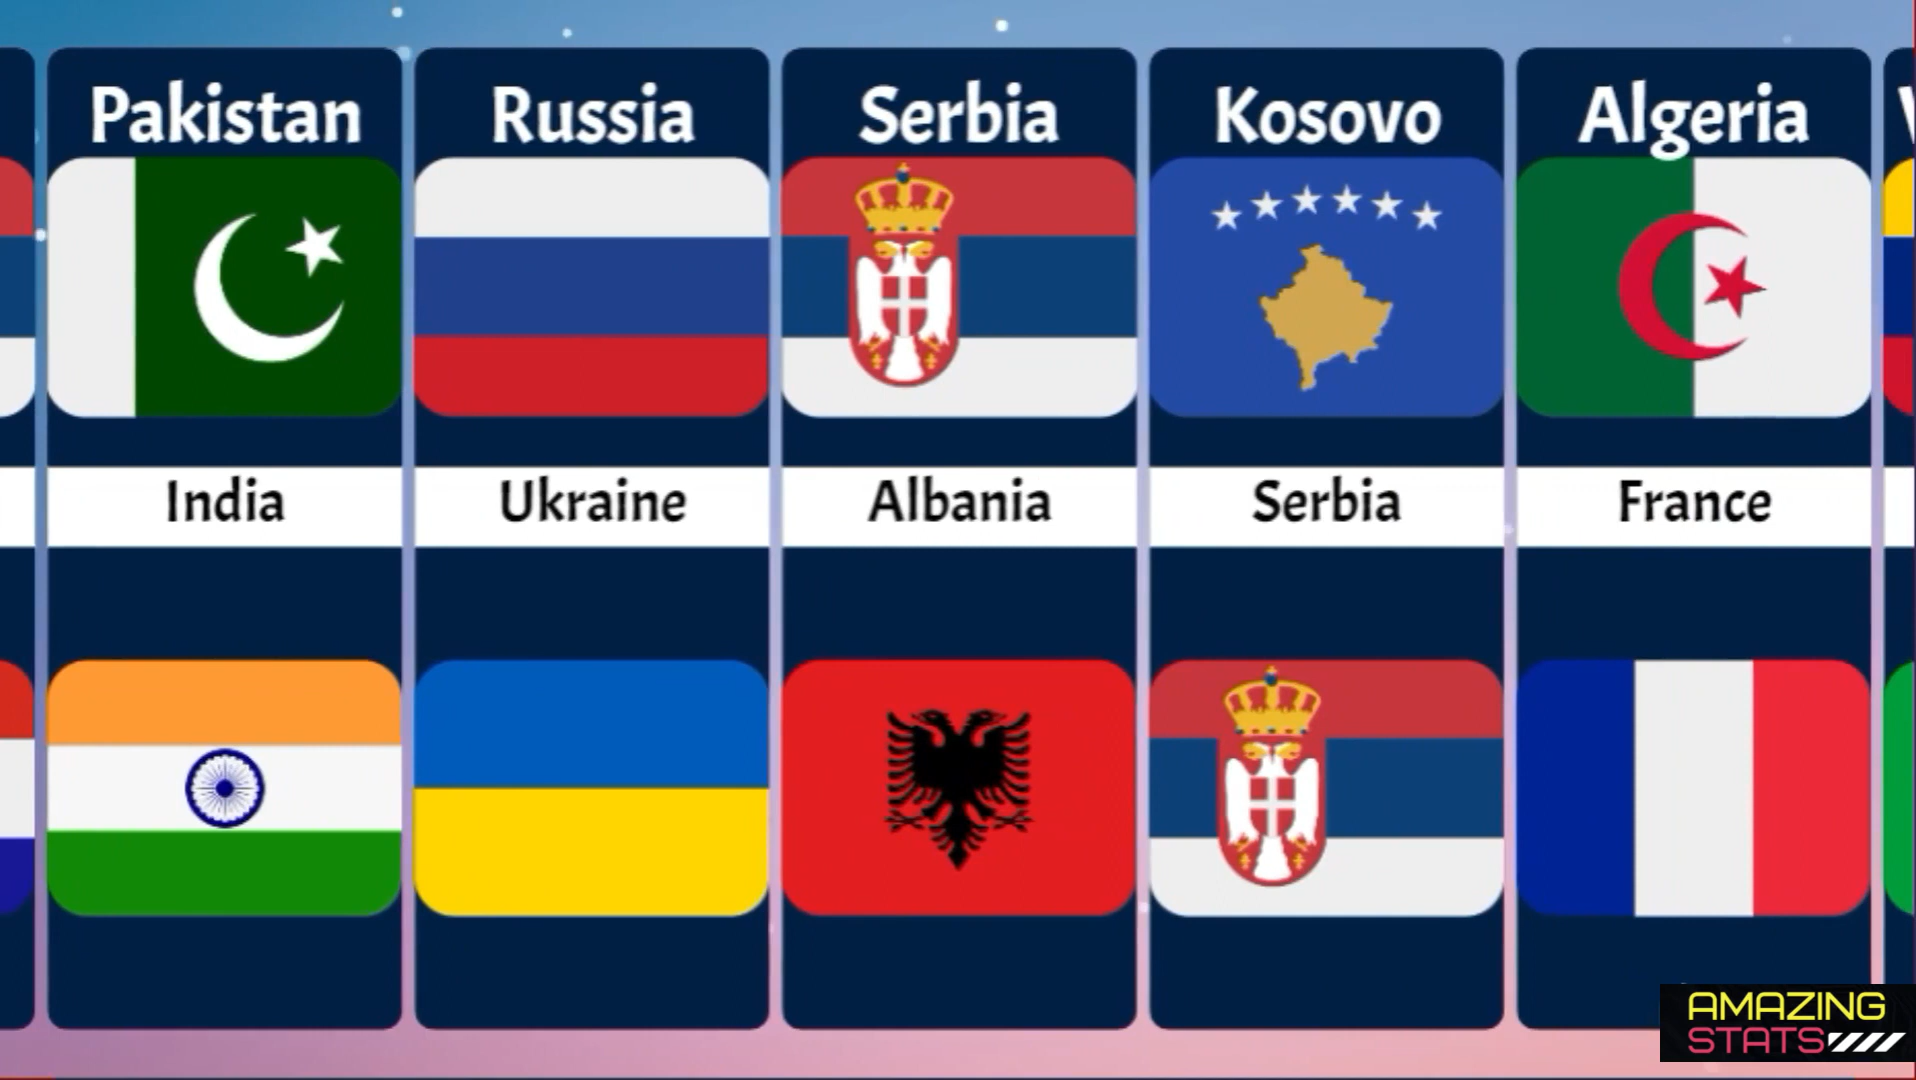 Pakistan
Russia
Serbia
Kosovo
Algeria
India
Ukraine
Albania
Serbia
France
AMAZING
STATS